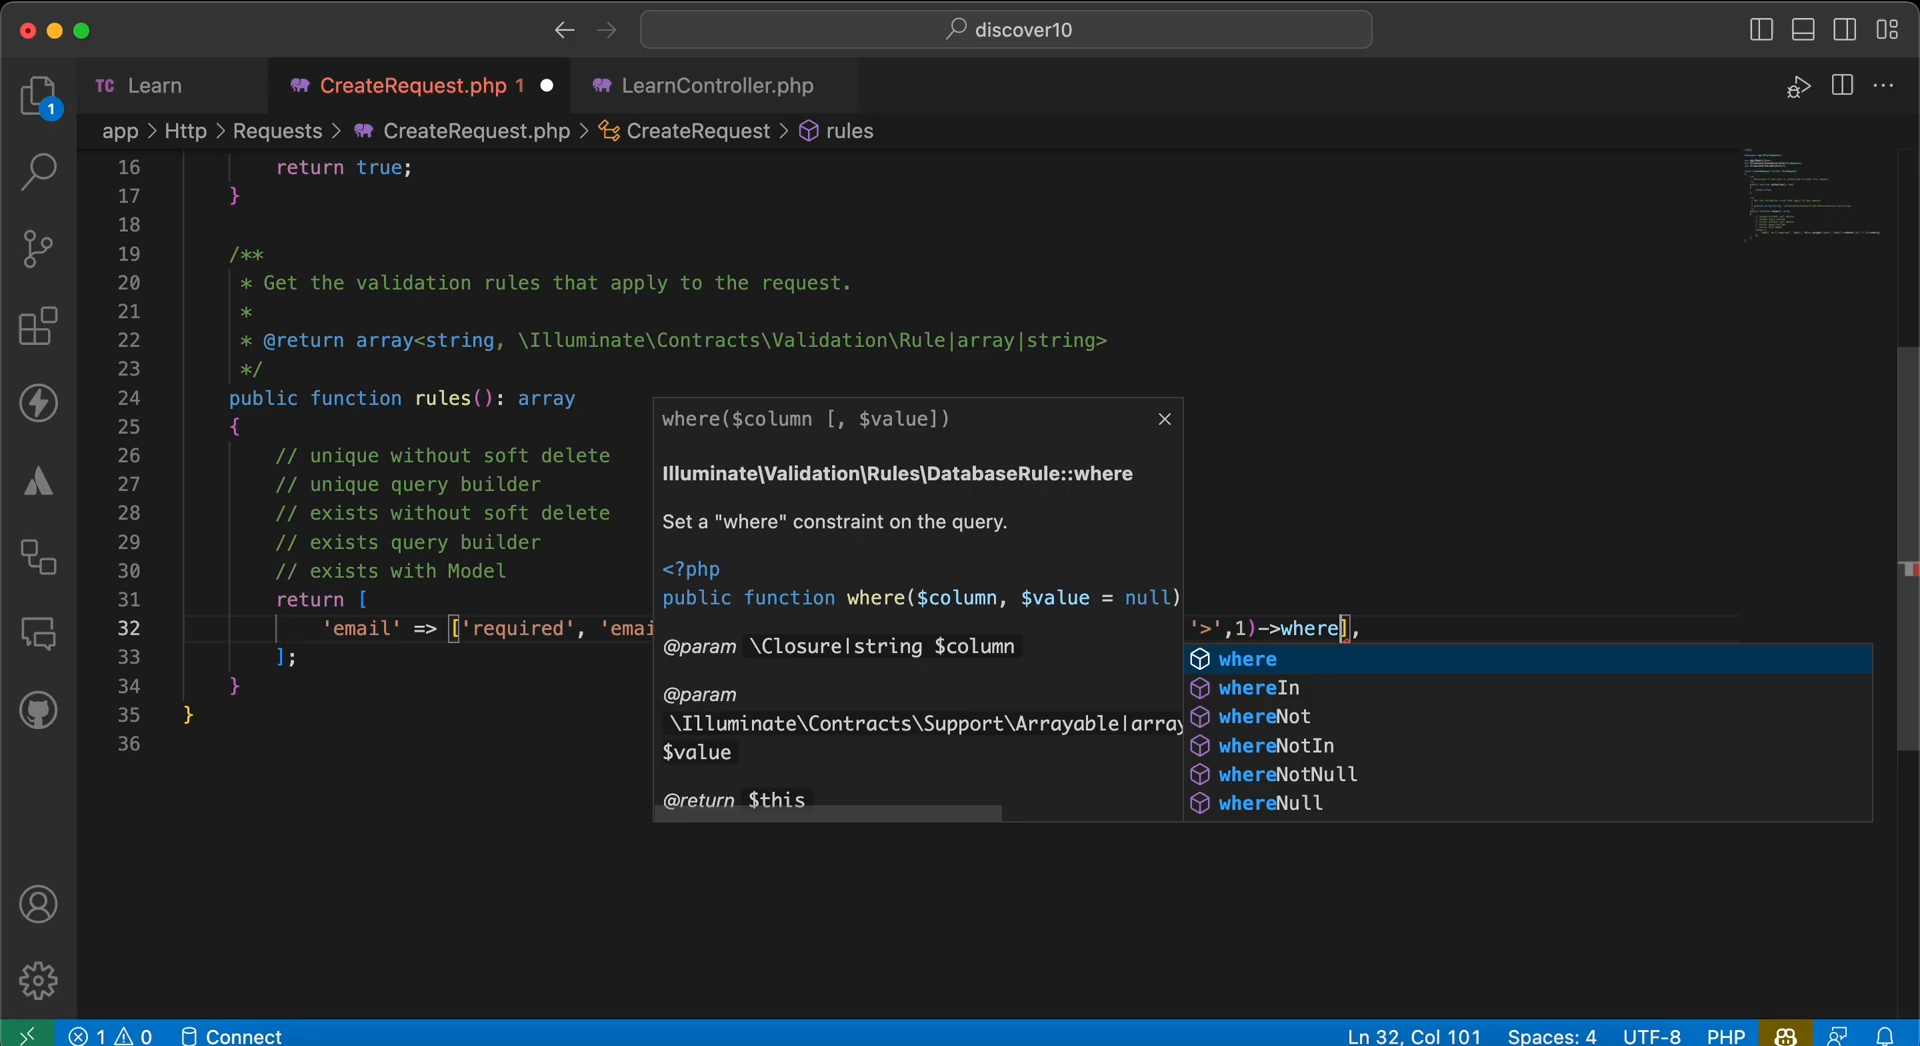 discover10
TC Learn
CreateRequest.php 1
LearnController.php
1
app > Http > Requests > CreateRequest.php > CreateRequest > rules
16 return true;
17 }
18
19 /**
20 * Get the validation rules that apply to the request.
21 *
22 * @return array<string, \Illuminate\Contracts\Validation\Rule|array|string>
23 */
24 public function rules(): array
25 {
26 // unique without soft delete
27 // unique query builder
28 // exists without soft delete
29 // exists query builder
30 // exists with Model
31 return [
32 'email' => ['required', 'emai
'>',1)->where],
33 ];
34 }
35 }
36
where($column [, $value])
Illuminate\Validation\Rules\DatabaseRule::where
Set a "where" constraint on the query.
<?php
public function where($column, $value = null)
@param \Closure|string $column
@param
\Illuminate\Contracts\Support\Arrayable|array
$value
@return $this
where
whereIn
whereNot
whereNotIn
whereNotNull
whereNull
1 0 Connect
Ln 32, Col 101 Spaces: 4 UTF-8 PHP